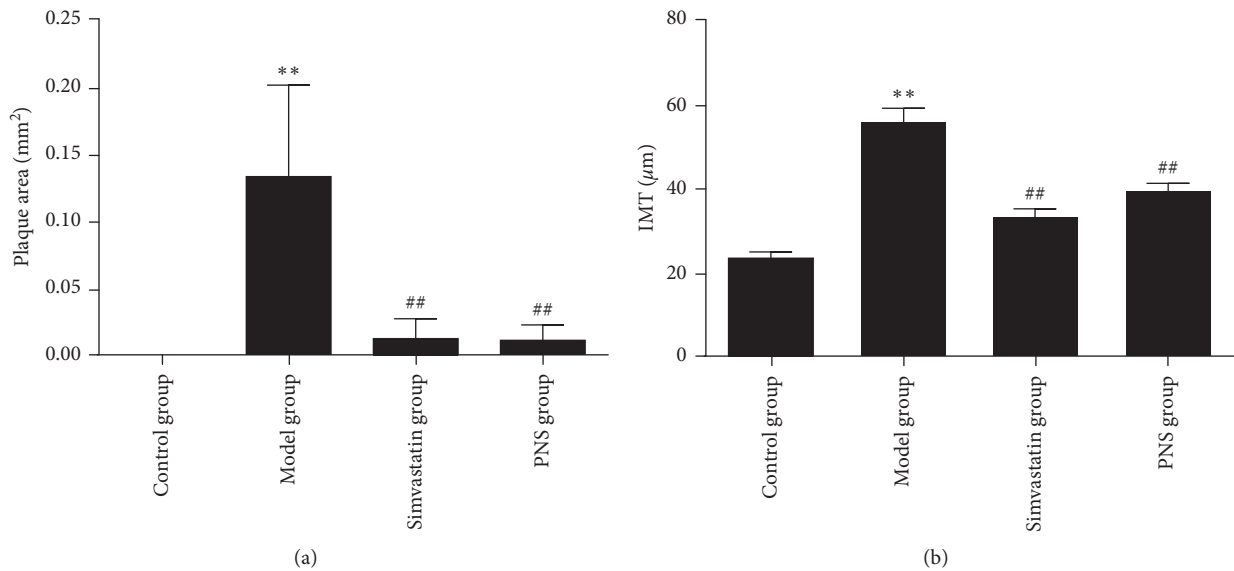 0.25
0.20
0.15
0.10
0.05
0.00
Plaque area (mm²)
**
##
##
Control group
Model group
Simvastatin group
PNS group
(a)
80
60
40
20
0
IMT (μm)
**
##
##
Control group
Model group
Simvastatin group
PNS group
(b)